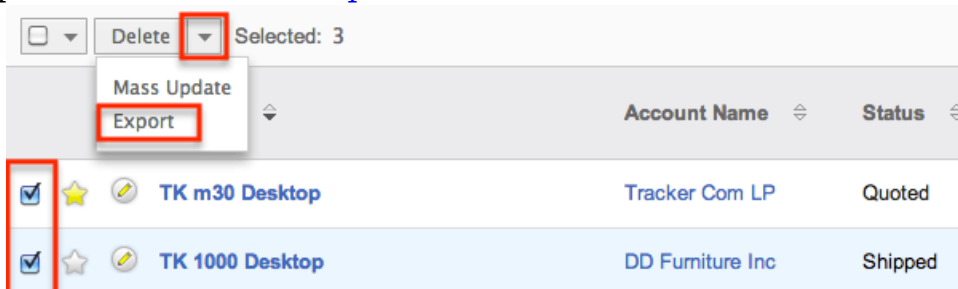 Delete Selected: 3
Mass Update
Export
Account Name Status
TK m30 Desktop Tracker Com LP Quoted
TK 1000 Desktop DD Furniture Inc Shipped